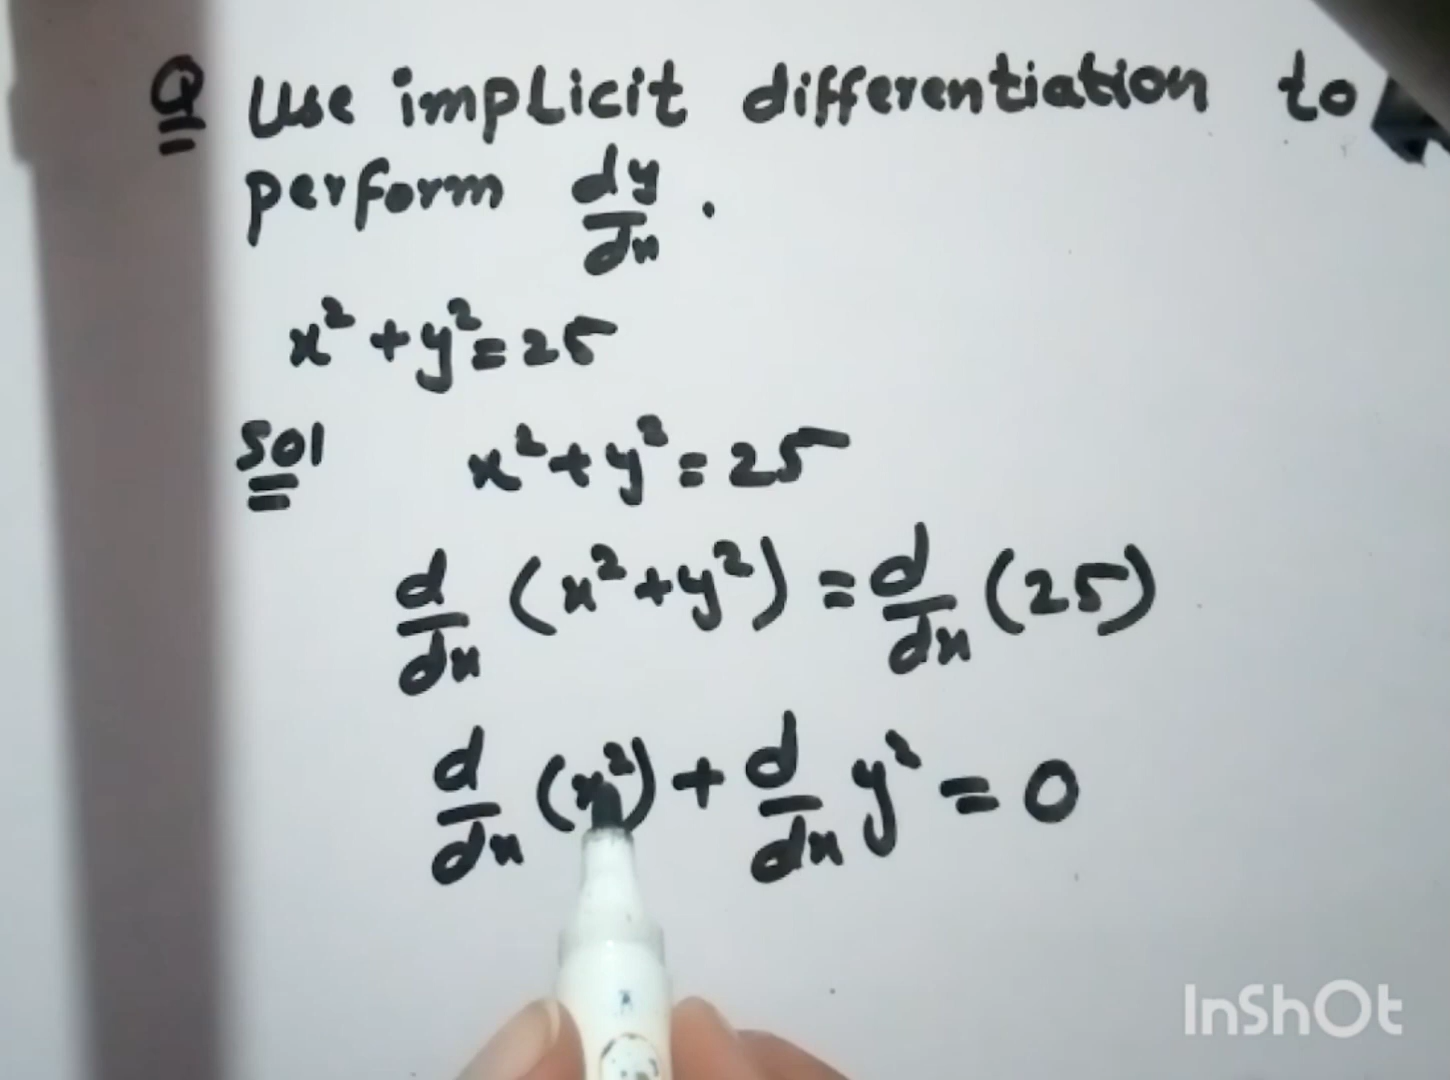 Q Use implicit differentiation to
perform dy/dx.
x² + y² = 25
Sol x² + y² = 25
d/dx (x² + y²) = d/dx (25)
d/dx (x²) + d/dx y² = 0
InShOt